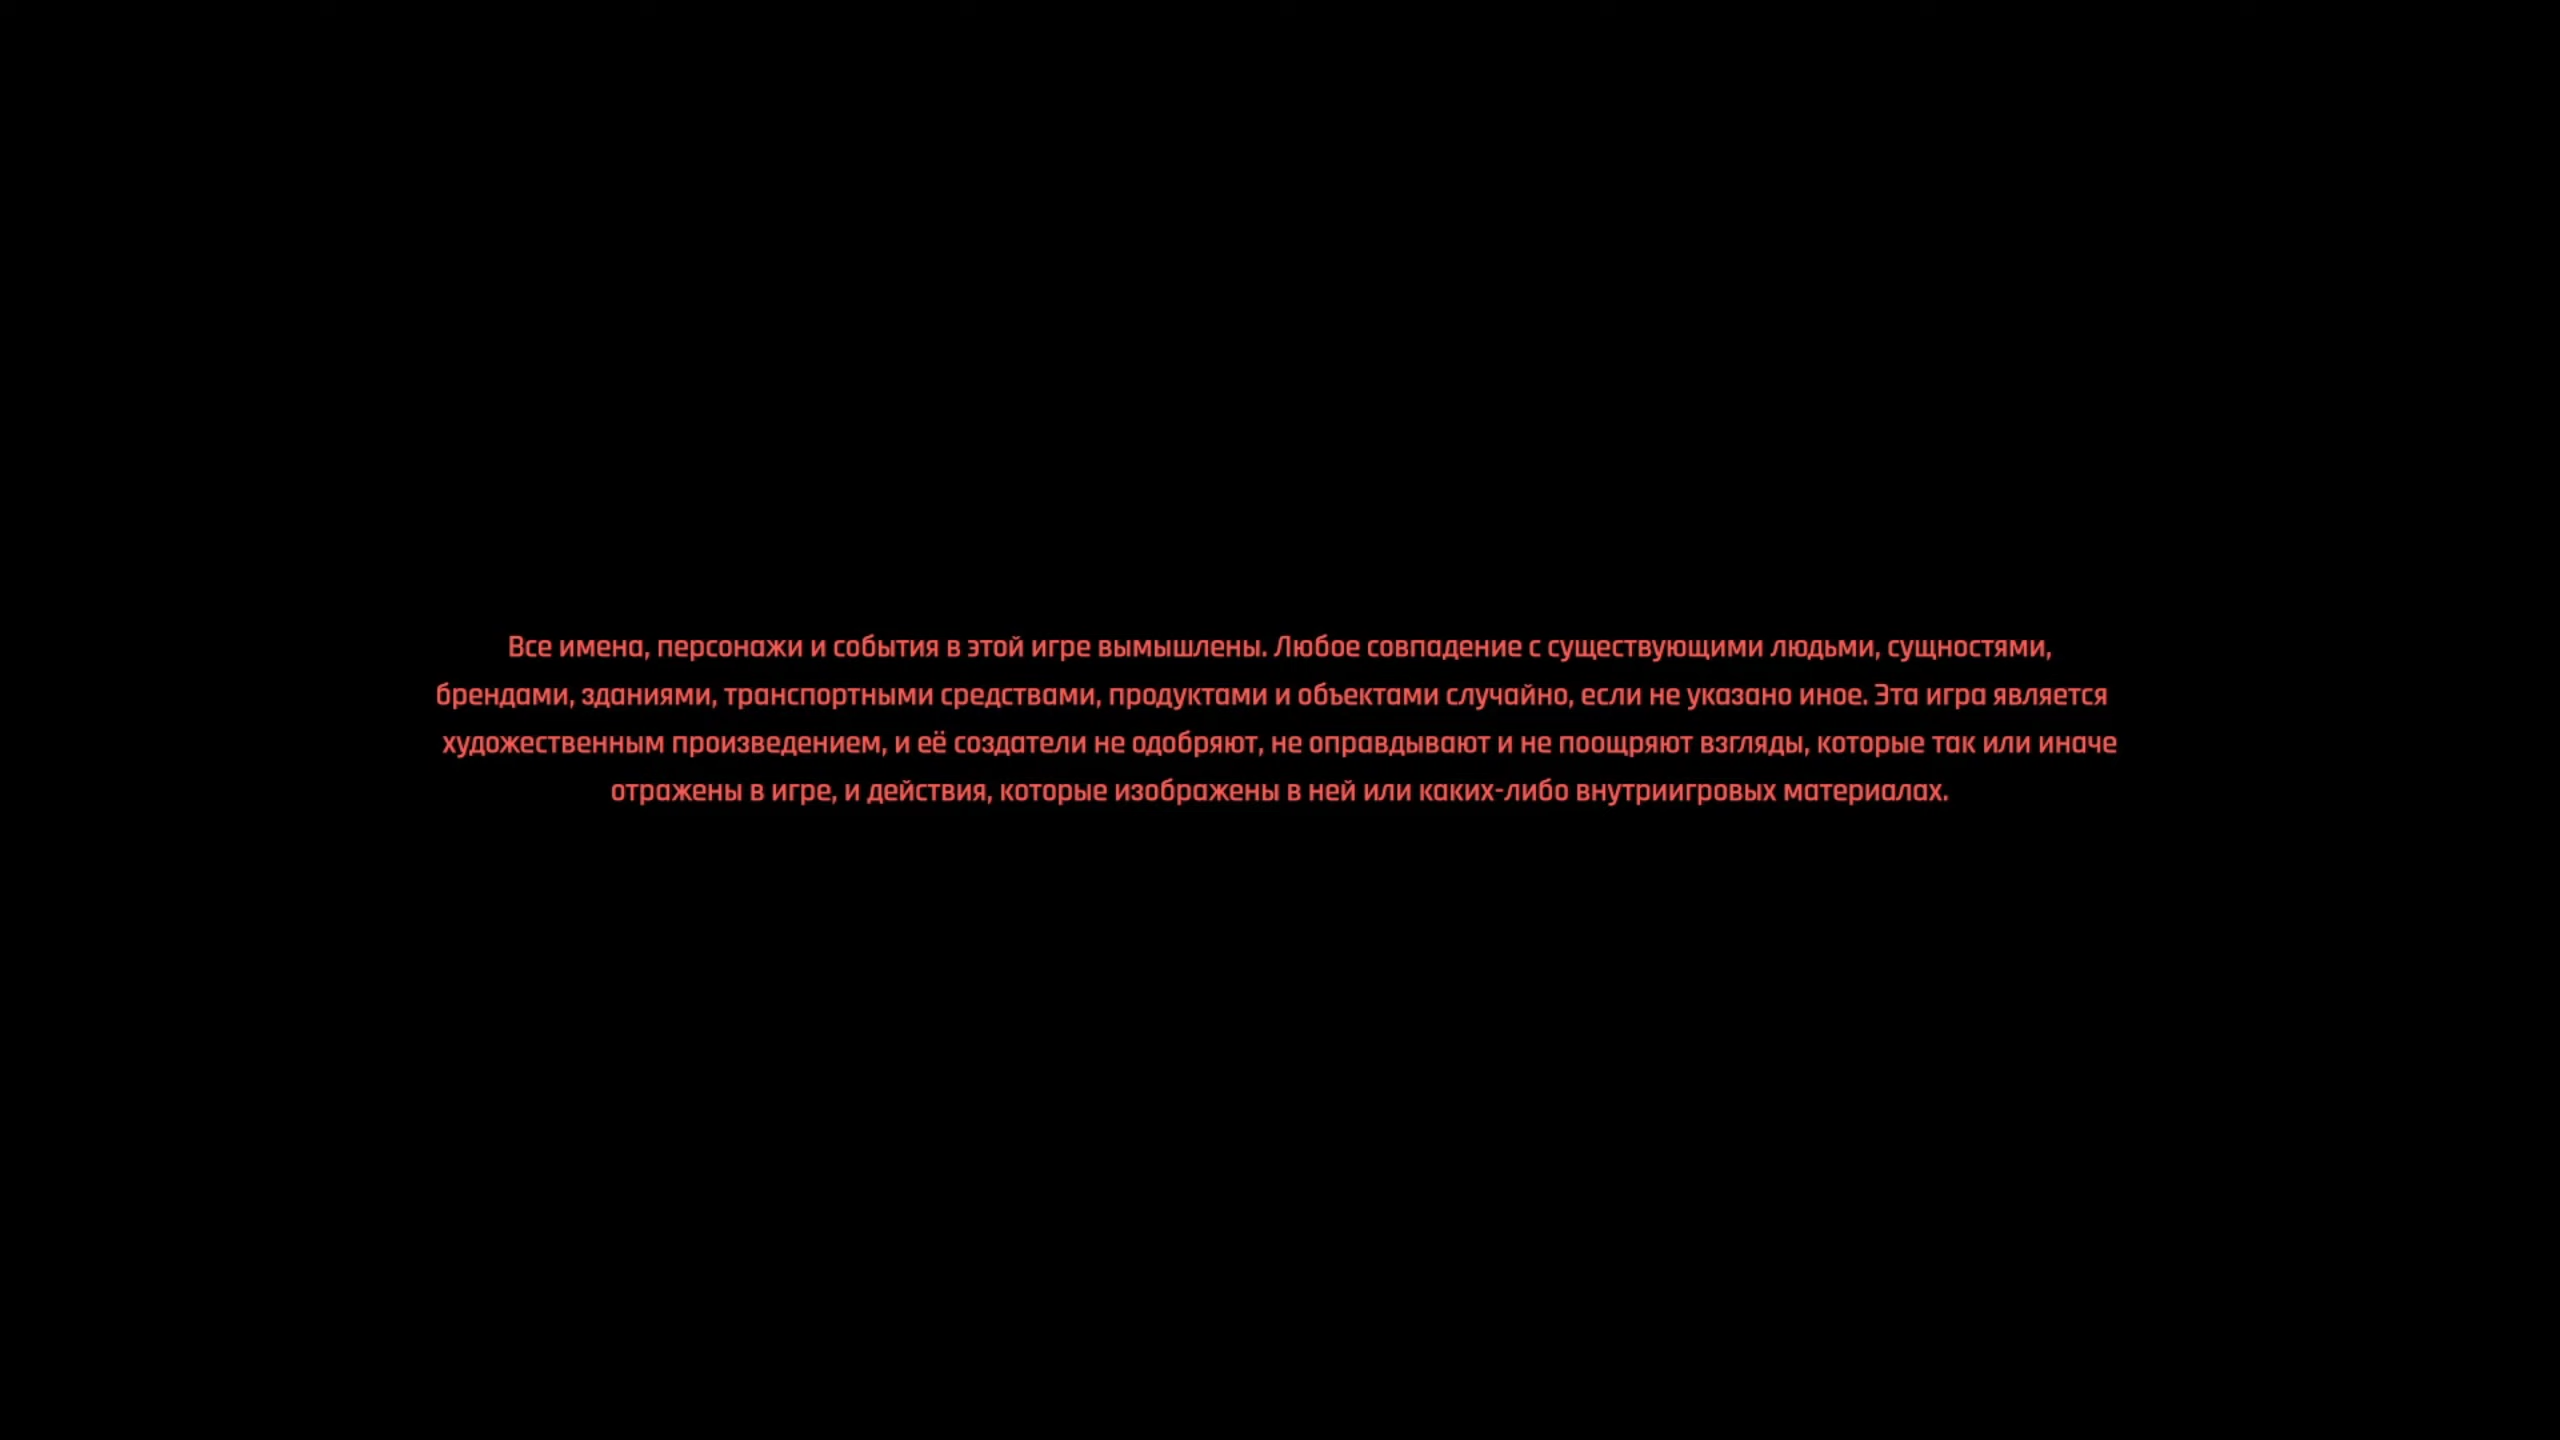 Все имена, персонажи и события в этой игре вымышлены. Любое совпадение с существующими людьми, сущностями,
брендами, зданиями, транспортными средствами, продуктами и объектами случайно, если не указано иное. Эта игра является
художественным произведением, и её создатели не одобряют, не оправдывают и не поощряют взгляды, которые так или иначе
отражены в игре, и действия, которые изображены в ней или каких-либо внутриигровых материалах.